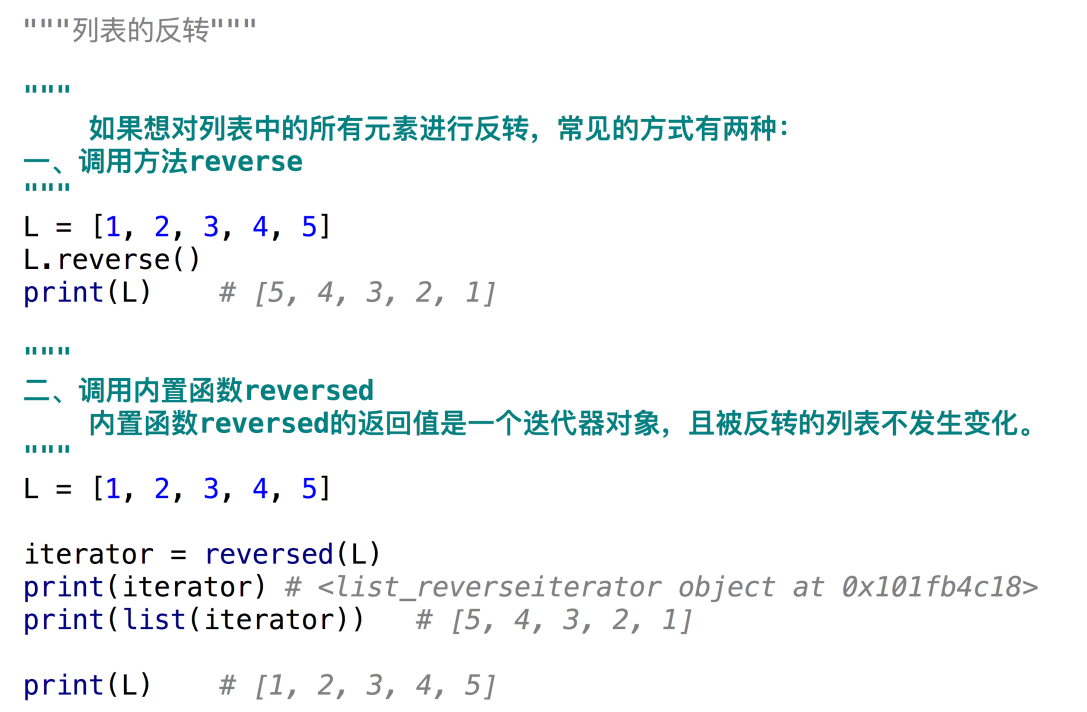 """列表的反转"""
"""
如果想对列表中的所有元素进行反转，常见的方式有两种：
一、调用方法reverse
"""
L = [1, 2, 3, 4, 5]
L.reverse()
print(L)    # [5, 4, 3, 2, 1]
"""
二、调用内置函数reversed
内置函数reversed的返回值是一个迭代器对象，且被反转的列表不发生变化。
"""
L = [1, 2, 3, 4, 5]
iterator = reversed(L)
print(iterator) # <list_reverseiterator object at 0x101fb4c18>
print(list(iterator))   # [5, 4, 3, 2, 1]
print(L)    # [1, 2, 3, 4, 5]